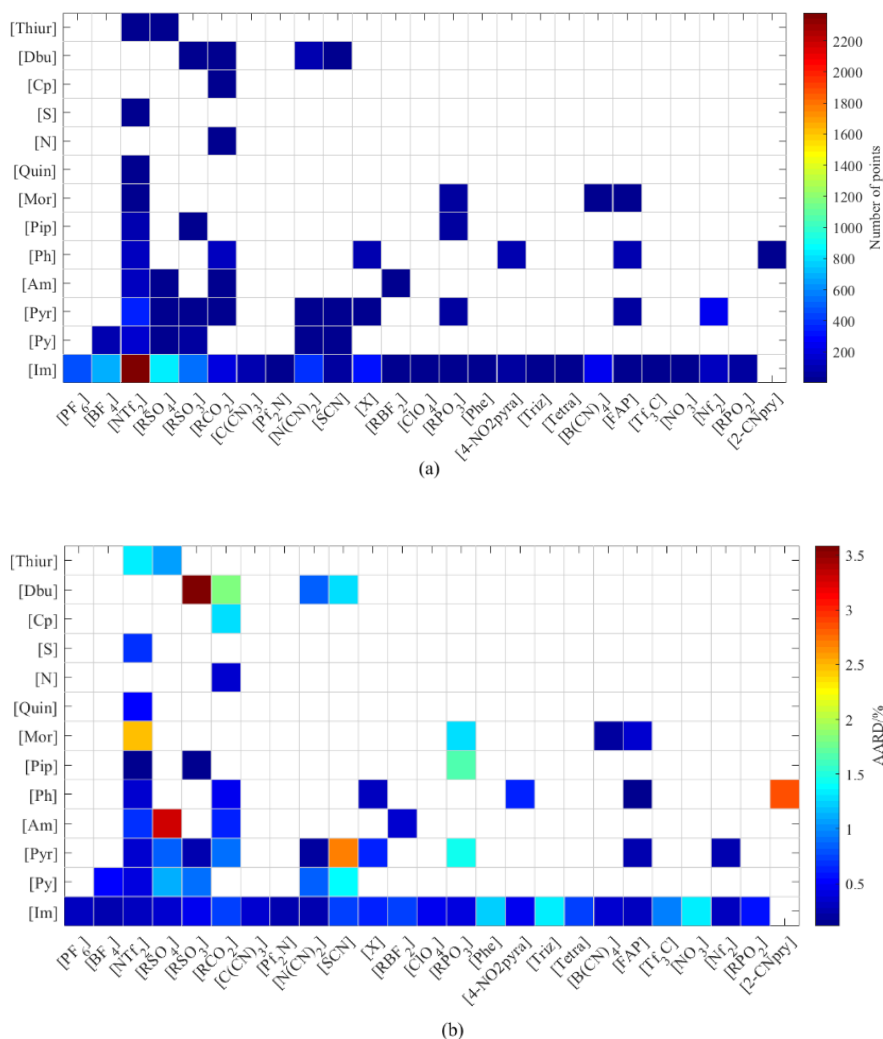 [Thiur]
[Dbu]
[Cp]
[S]
[N]
[Quin]
[Mor]
[Pip]
[Ph]
[Am]
[Pyr]
[Py]
[Im]
[PF6]
[BF4]
[NTf2]
[RSO4]
[RSO3]
[RCO2]
[C(CN)3]
[Pf2N]
[N(CN)2]
[SCN]
[X]
[RBF2]
[ClO4]
[RPO3]
[Phe]
[4-NO2pyra]
[Triz]
[Tetra]
[B(CN)4]
[FAP]
[Tf3C]
[NO3]
[Nf2]
[RPO2]
[2-CNpry]
2200
2000
1800
1600
1400
1200
1000
800
600
400
200
Number of points
(a)
[Thiur]
[Dbu]
[Cp]
[S]
[N]
[Quin]
[Mor]
[Pip]
[Ph]
[Am]
[Pyr]
[Py]
[Im]
[PF6]
[BF4]
[NTf2]
[RSO4]
[RSO3]
[RCO2]
[C(CN)3]
[Pf2N]
[N(CN)2]
[SCN]
[X]
[RBF2]
[ClO4]
[RPO3]
[Phe]
[4-NO2pyra]
[Triz]
[Tetra]
[B(CN)4]
[FAP]
[Tf3C]
[NO3]
[Nf2]
[RPO2]
[2-CNpry]
3.5
3
2.5
2
1.5
1
0.5
AARD/%
(b)